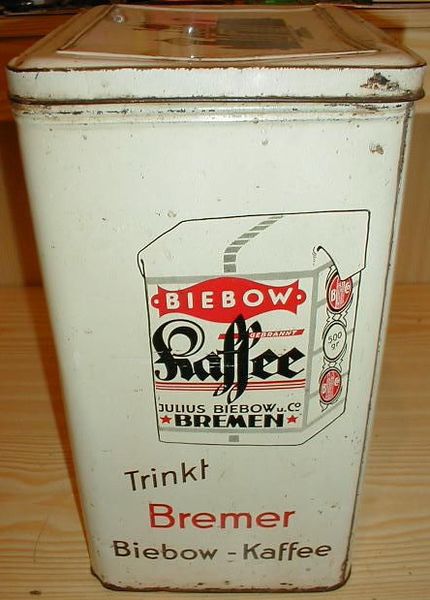 BIEBOW
GEBRANNT
Kaffee
JULIUS BIEBOW u. Co
BREMEN
500
gr
Trinkt
Bremer
Biebow - Kaffee